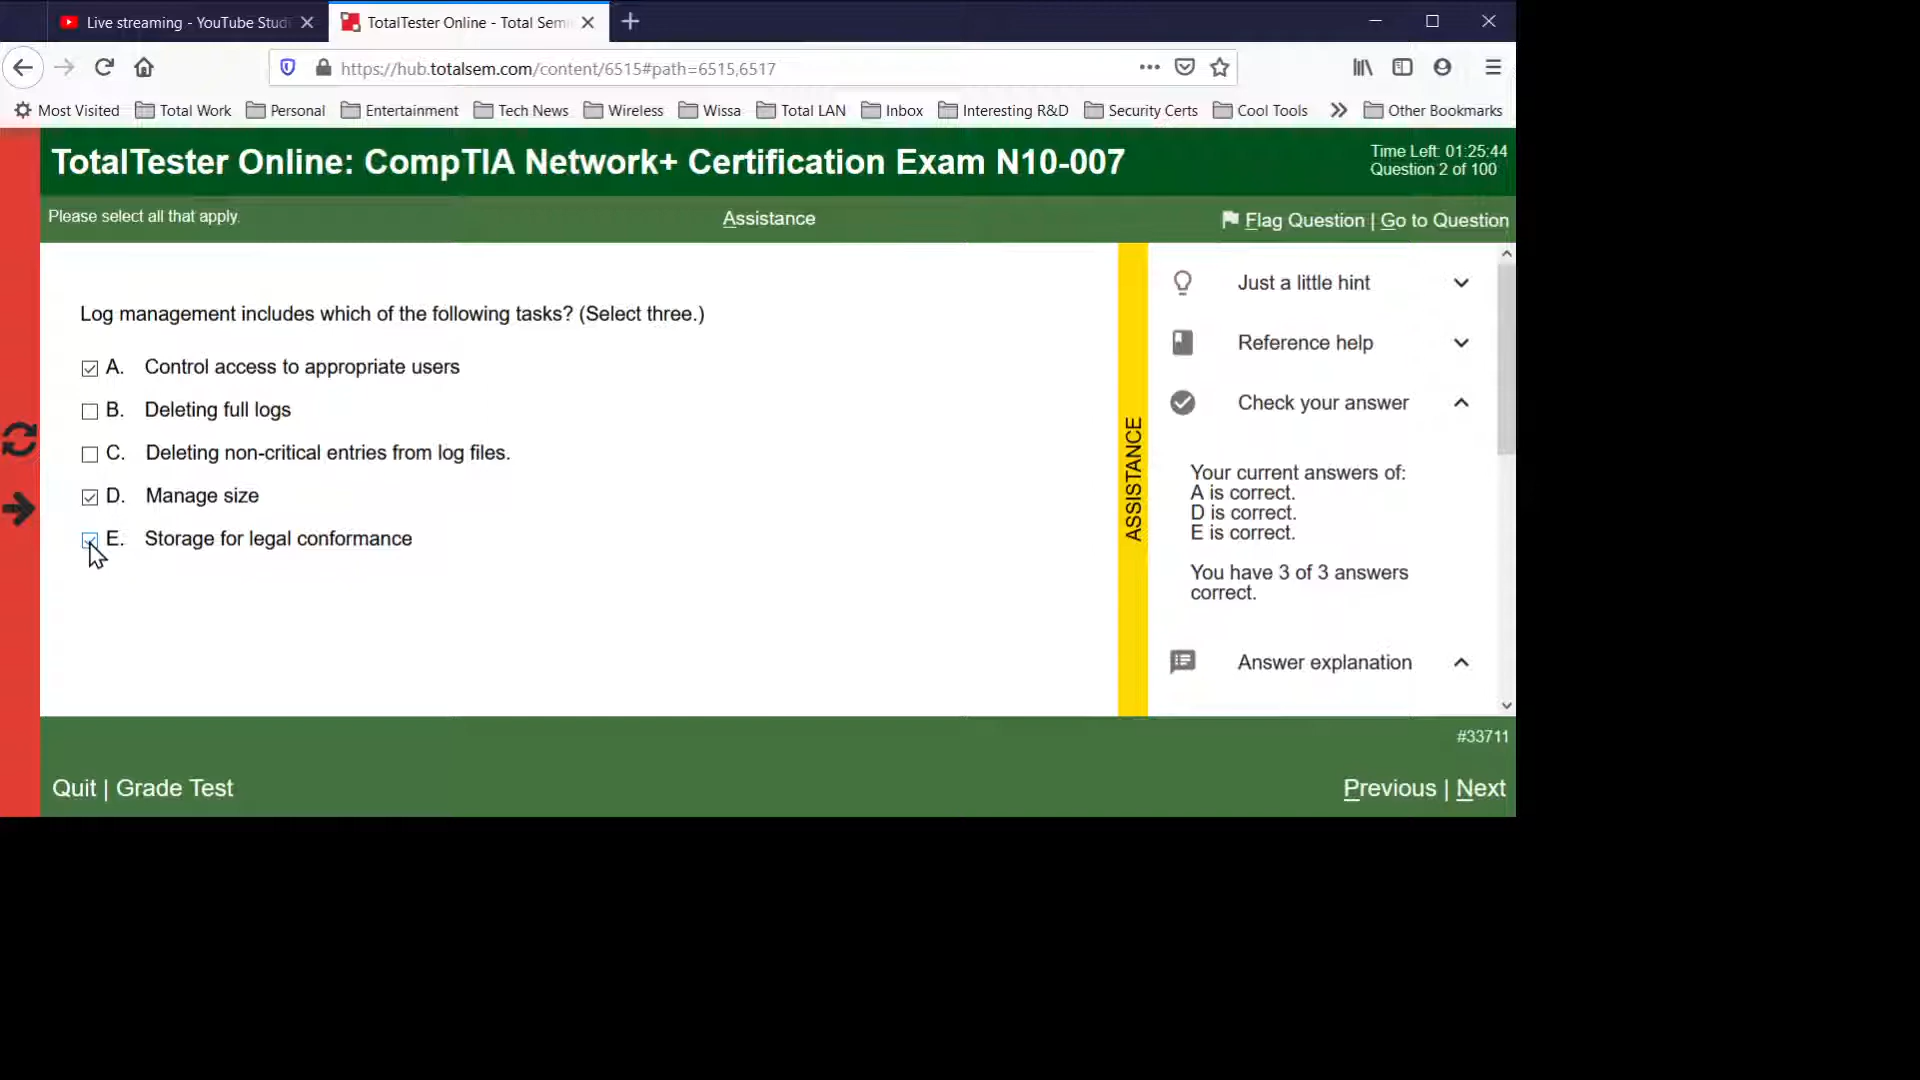 Live streaming - YouTube Stud
TotalTester Online - Total Sem
https://hub.totalsem.com/content/6515#path=6515,6517
Most Visited
Total Work
Personal
Entertainment
Tech News
Wireless
Wissa
Total LAN
Inbox
Interesting R&D
Security Certs
Cool Tools
Other Bookmarks
TotalTester Online: CompTIA Network+ Certification Exam N10-007
Time Left: 01:25:44
Question 2 of 100
Please select all that apply.
Assistance
Flag Question | Go to Question
Log management includes which of the following tasks? (Select three.)
A. Control access to appropriate users
B. Deleting full logs
C. Deleting non-critical entries from log files.
D. Manage size
E. Storage for legal conformance
ASSISTANCE
Just a little hint
Reference help
Check your answer
Your current answers of:
A is correct.
D is correct.
E is correct.
You have 3 of 3 answers
correct.
Answer explanation
#33711
Quit | Grade Test
Previous | Next